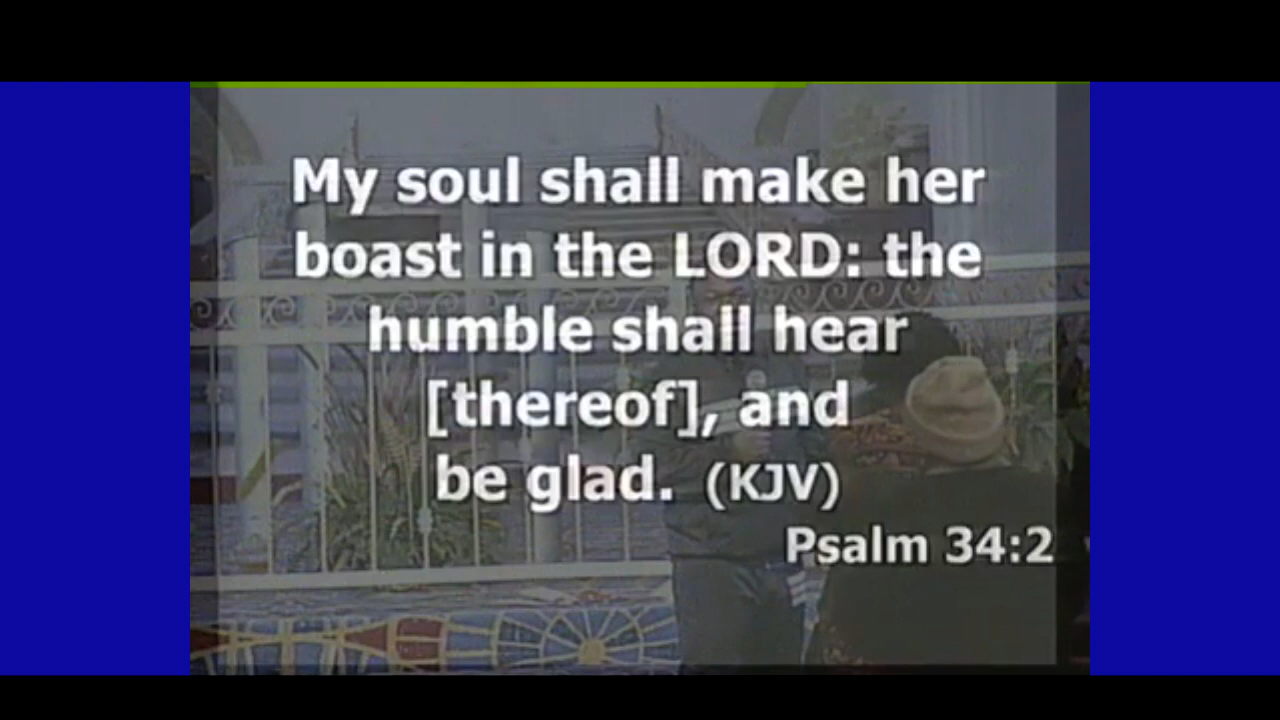 My soul shall make her
boast in the LORD: the
humble shall hear
[thereof], and
be glad. (KJV)
Psalm 34:2